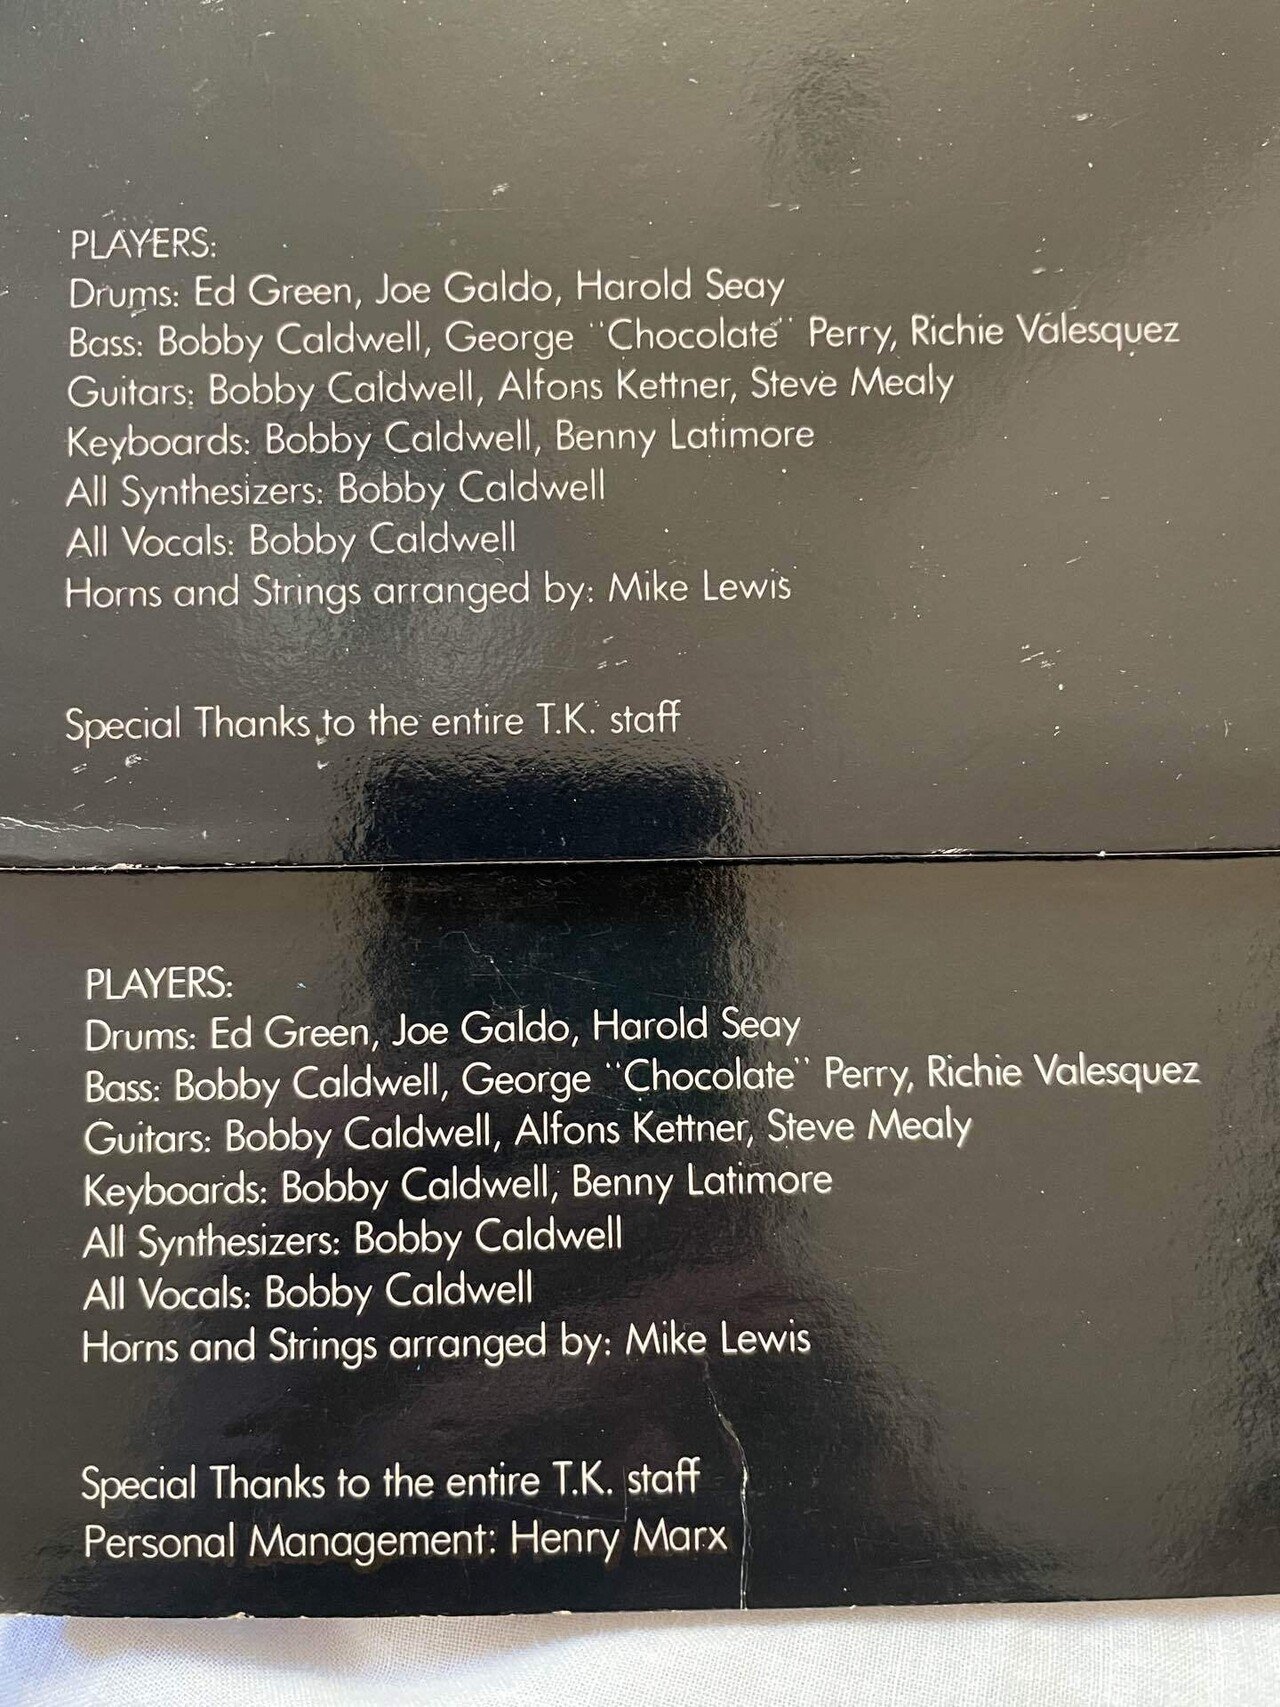 PLAYERS:
Drums: Ed Green, Joe Galdo, Harold Seay
Bass: Bobby Caldwell, George "Chocolate" Perry, Richie Valesquez
Guitars: Bobby Caldwell, Alfons Kettner, Steve Mealy
Keyboards: Bobby Caldwell, Benny Latimore
All Synthesizers: Bobby Caldwell
All Vocals: Bobby Caldwell
Horns and Strings arranged by: Mike Lewis
Special Thanks to the entire T.K. staff
PLAYERS:
Drums: Ed Green, Joe Galdo, Harold Seay
Bass: Bobby Caldwell, George "Chocolate" Perry, Richie Valesquez
Guitars: Bobby Caldwell, Alfons Kettner, Steve Mealy
Keyboards: Bobby Caldwell, Benny Latimore
All Synthesizers: Bobby Caldwell
All Vocals: Bobby Caldwell
Horns and Strings arranged by: Mike Lewis
Special Thanks to the entire T.K. staff
Personal Management: Henry Marx